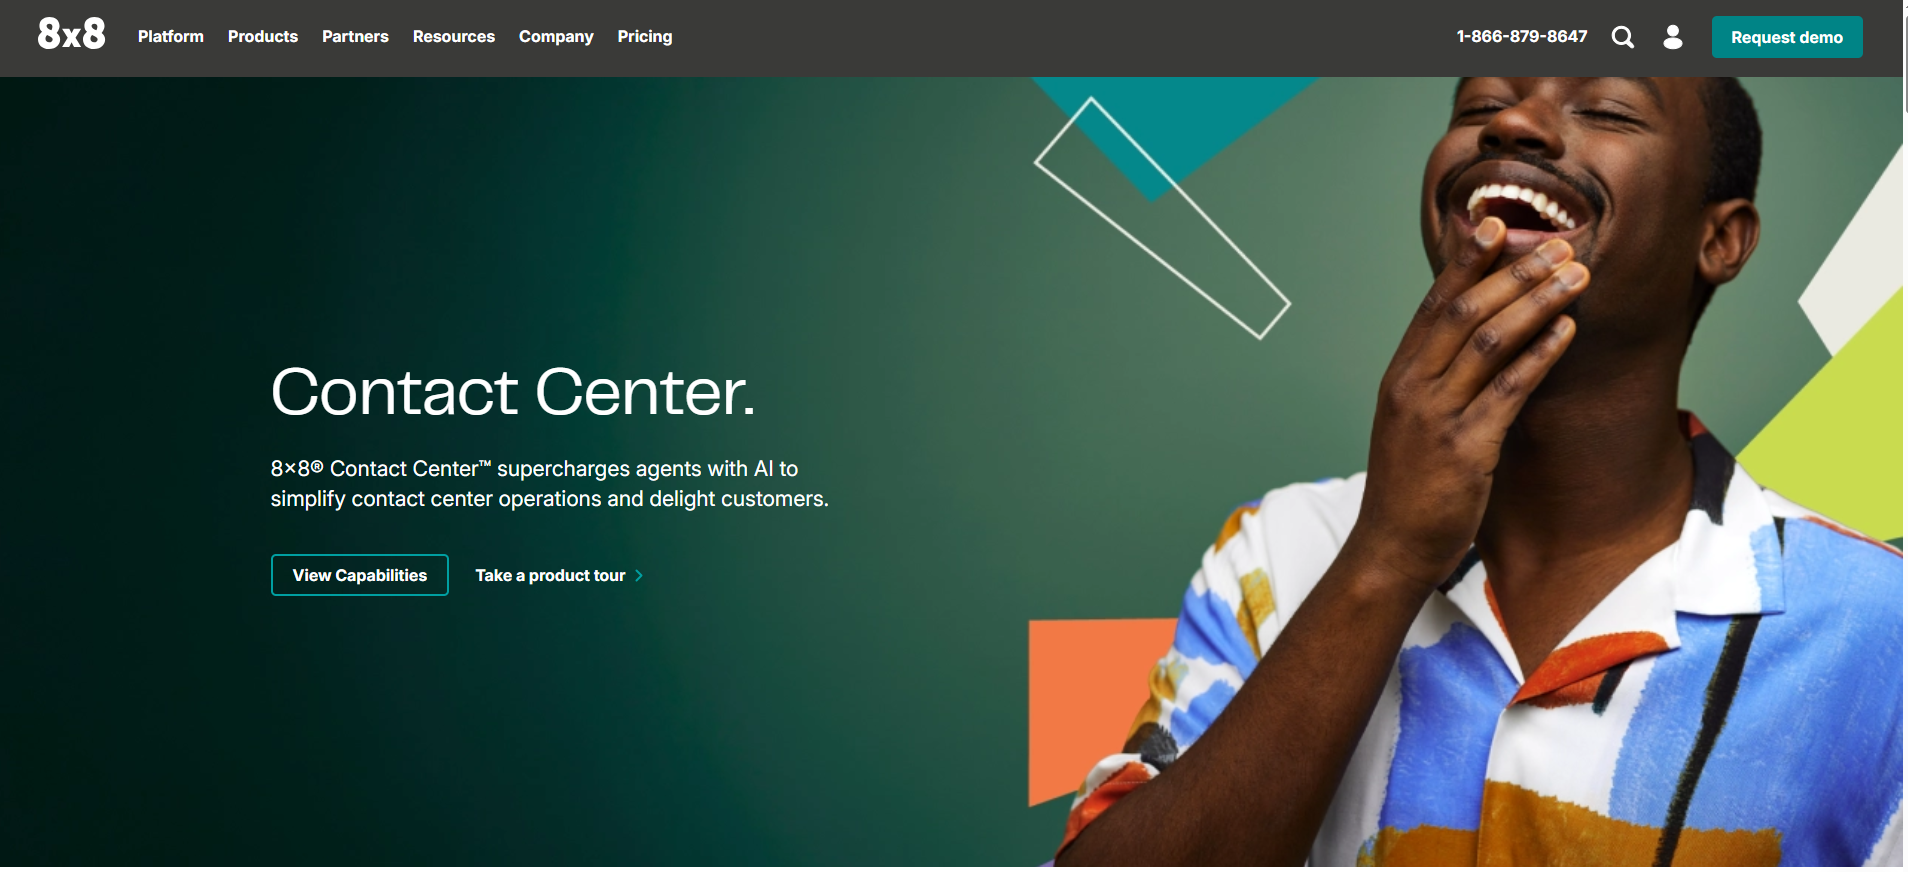 8x8 Platform Products Partners Resources Company Pricing 1-866-879-8647 Request demo
Contact Center.
8×8® Contact Center™ supercharges agents with AI to
simplify contact center operations and delight customers.
View Capabilities Take a product tour